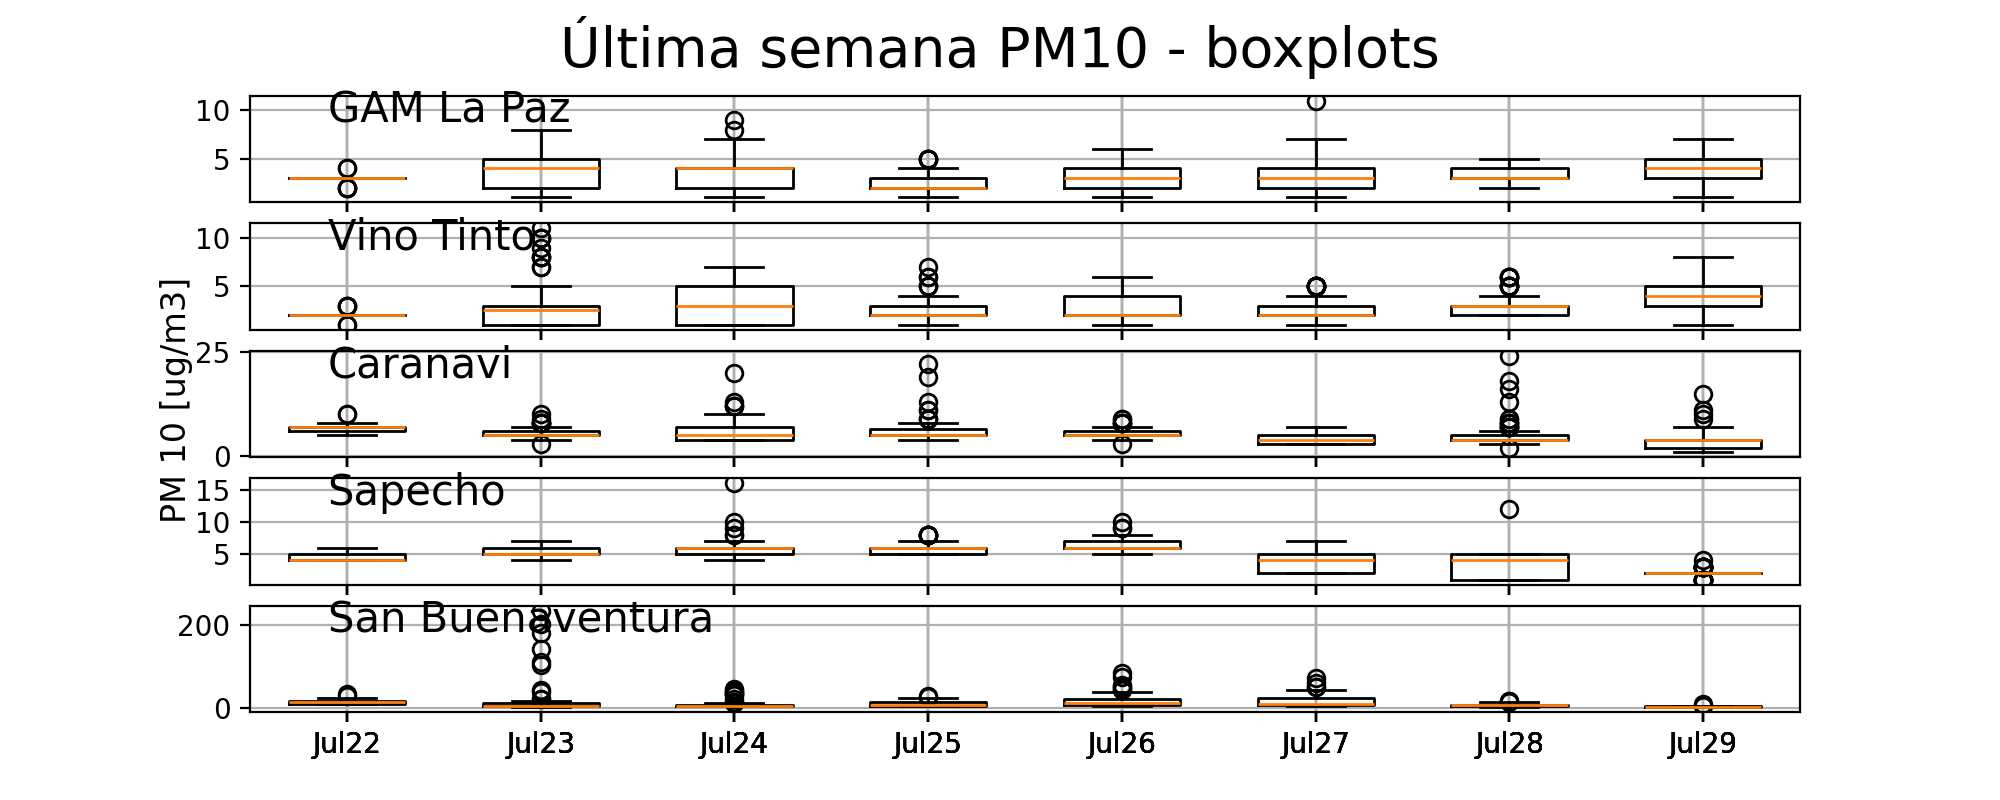 Última semana PM10 - boxplots
GAM La Paz
10
5
Vino Tinto
10
5
PM 10 [ug/m3]
Caranavi
25
0
Sapecho
15
10
5
San Buenaventura
200
0
Jul22 Jul23 Jul24 Jul25 Jul26 Jul27 Jul28 Jul29